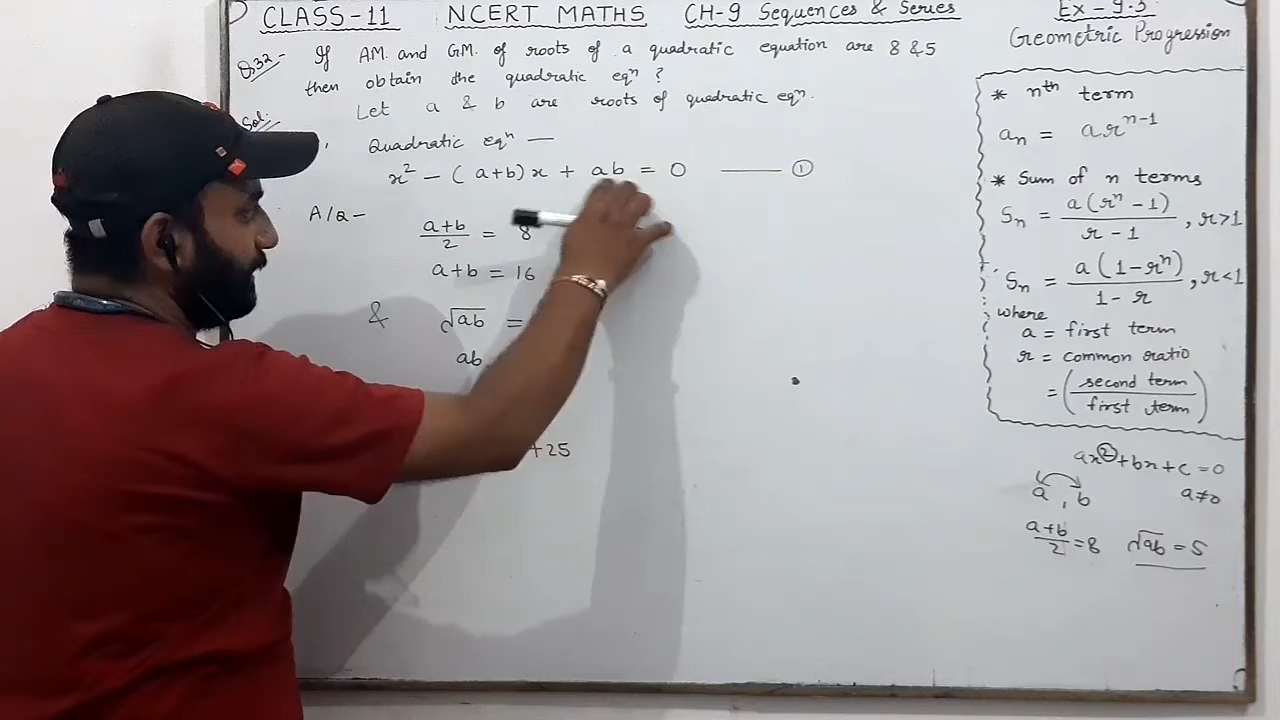 CLASS-11 NCERT MATHS CH-9 Sequences & Series
Ex - 9.3
Geometric Progression
Q.32- If A.M. and G.M. of roots of a quadratic equation are 8 & 5
then obtain the quadratic eqⁿ ?
Sol: Let a & b are roots of quadratic eqⁿ.
Quadratic eqⁿ —
x² - (a+b)x + ab = 0 —— ①
A/Q -
a+b/2 = 8
a+b = 16
& √ab =
ab
+25
* nth term
aₙ = arⁿ⁻¹
* Sum of n terms
Sₙ = a(rⁿ - 1)/r - 1 , r>1
Sₙ = a(1-rⁿ)/1-r , r<1
where
a = first term
r = common ratio
= (second term/first term)
ax²+bx+c=0
a , b a≠0
a+b/2 = 8 √ab = 5